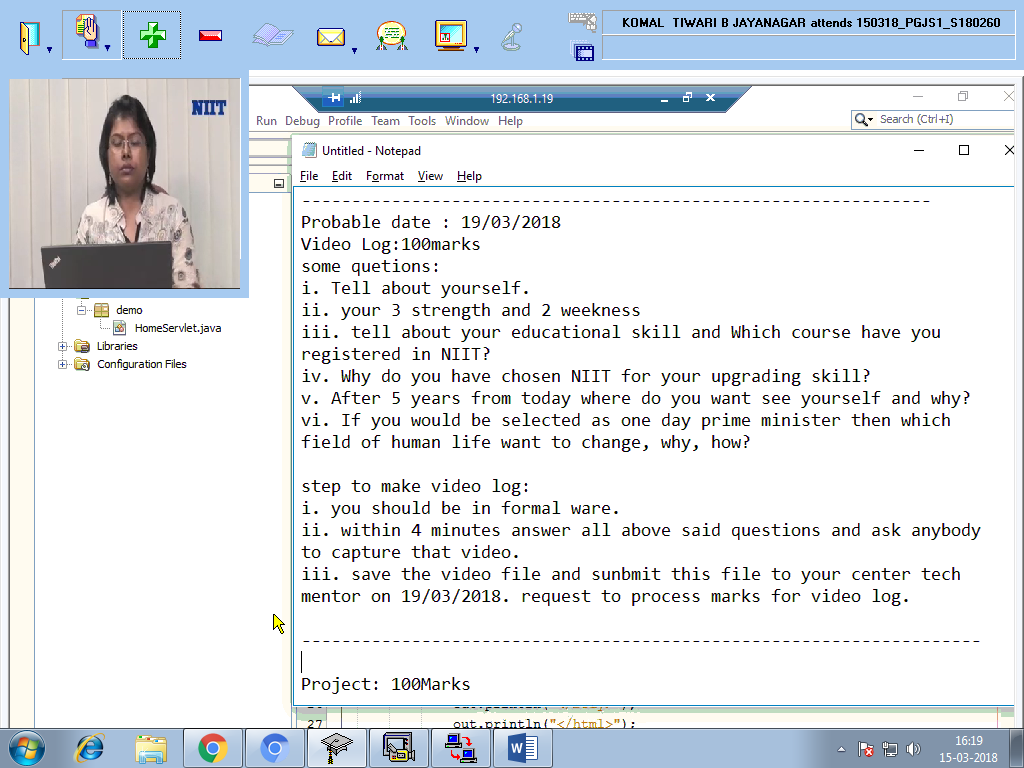 KOMAL TIWARI B JAYANAGAR attends 150318_PGJS1_S180260
NIIT
192.168.1.19
Run Debug Profile Team Tools Window Help
Search (Ctrl+I)
Untitled - Notepad
File Edit Format View Help
---------------------------------------------------------------
Probable date : 19/03/2018
Video Log:100marks
some quetions:
i. Tell about yourself.
ii. your 3 strength and 2 weekness
iii. tell about your educational skill and Which course have you
registered in NIIT?
iv. Why do you have chosen NIIT for your upgrading skill?
v. After 5 years from today where do you want see yourself and why?
vi. If you would be selected as one day prime minister then which
field of human life want to change, why, how?
step to make video log:
i. you should be in formal ware.
ii. within 4 minutes answer all above said questions and ask anybody
to capture that video.
iii. save the video file and sunbmit this file to your center tech
mentor on 19/03/2018. request to process marks for video log.
--------------------------------------------------------------------
Project: 100Marks
demo
HomeServlet.java
Libraries
Configuration Files
27 out.println("</html>");
16:19
15-03-2018